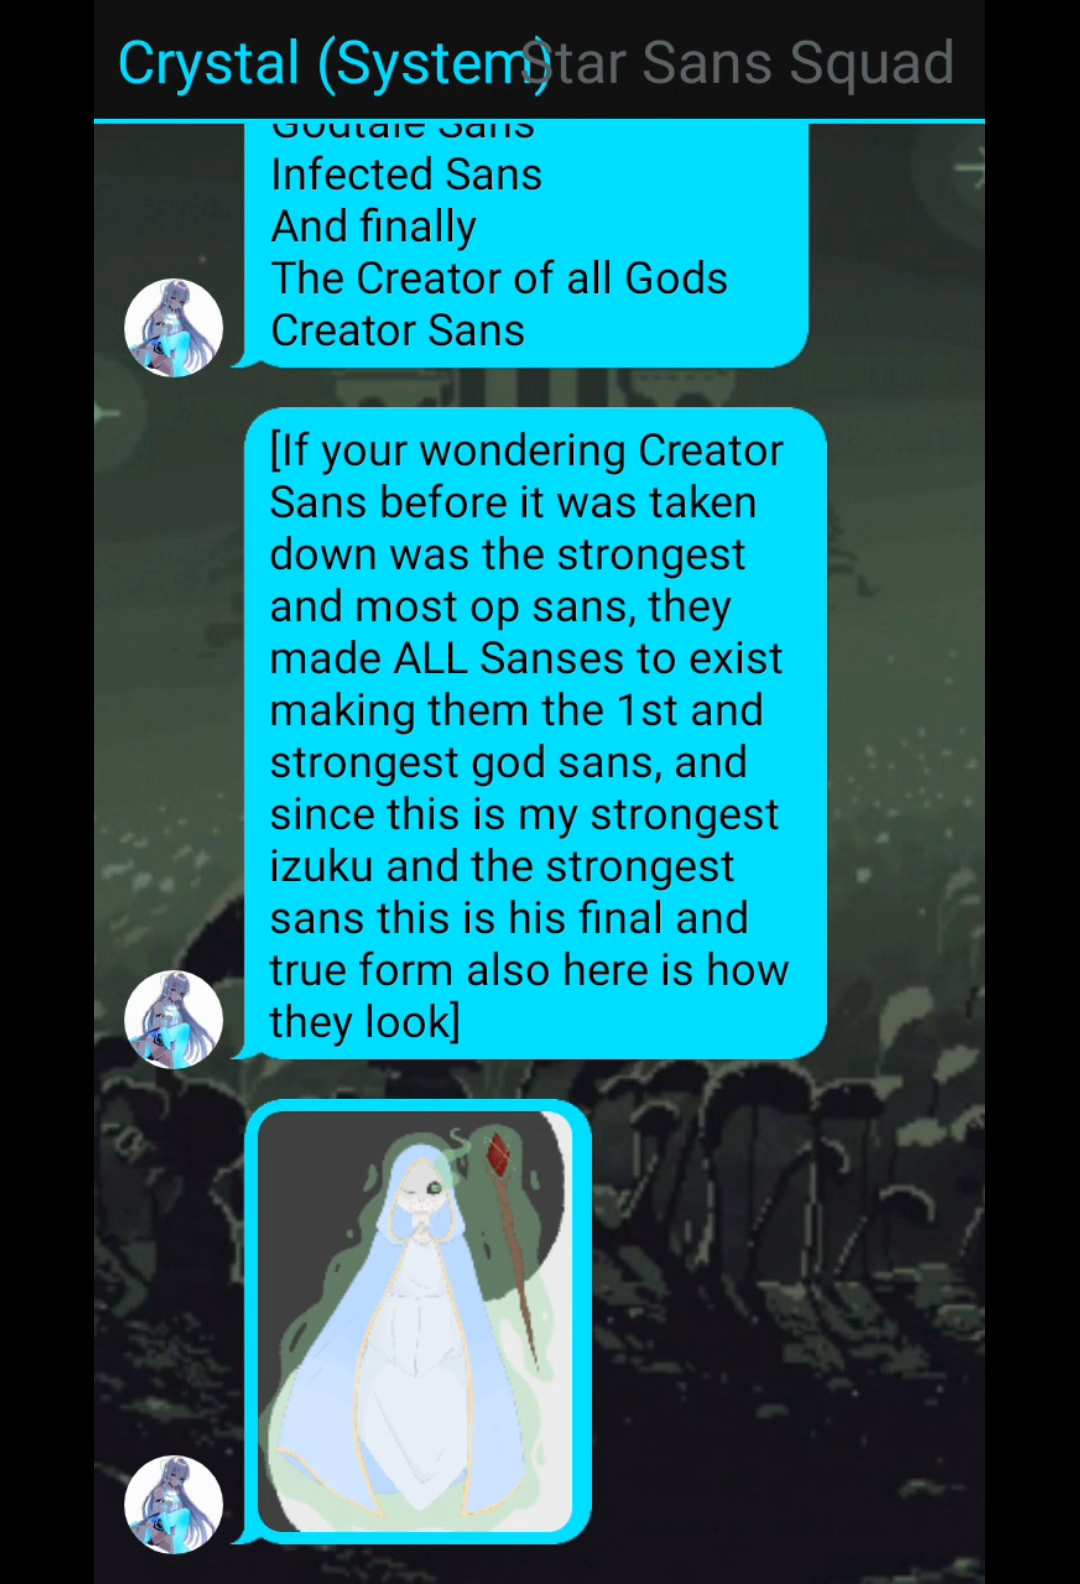 Crystal (System)
Star Sans Squad
Godtale Sans
Infected Sans
And finally
The Creator of all Gods
Creator Sans
[If your wondering Creator
Sans before it was taken
down was the strongest
and most op sans, they
made ALL Sanses to exist
making them the 1st and
strongest god sans, and
since this is my strongest
izuku and the strongest
sans this is his final and
true form also here is how
they look]